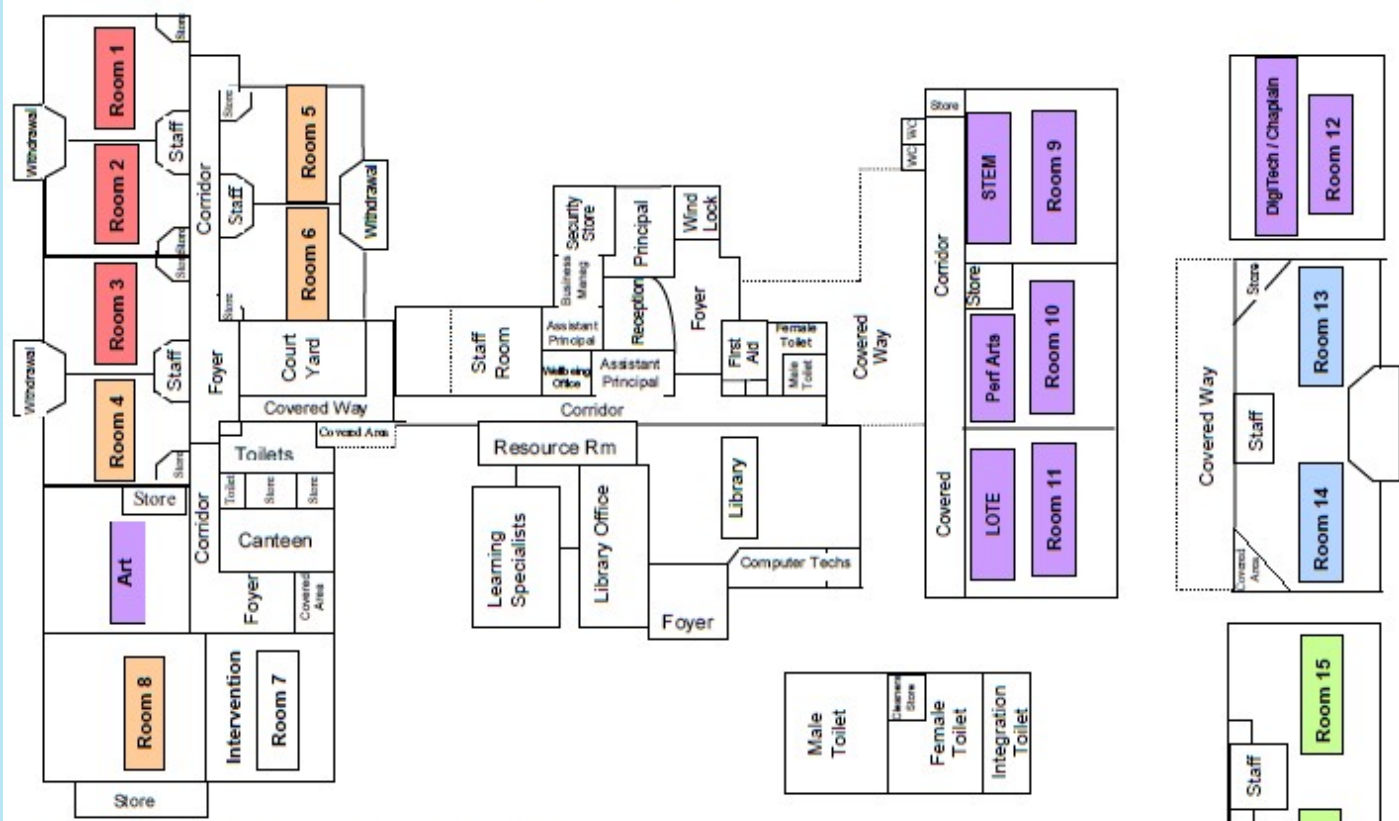 Room 1
Store
Withdrawal
Staff
Room 2
Store
Corridor
Store
Room 5
Staff
Withdrawal
Room 6
Store
Store
Room 3
Withdrawal
Staff
Room 4
Store
Foyer
Court
Yard
Covered Way
Covered Area
Toilets
Toilet
Store
Store
Store
Corridor
Canteen
Art
Foyer
Covered
Area
Room 8
Intervention
Room 7
Store
Security
Store
Principal
Wind
Lock
Business
Maneg
Reception
Foyer
Staff
Room
Assistant
Principal
Wellbeing
Office
Assistant
Principal
First
Aid
Female
Toilet
Male
Toilet
Corridor
Covered
Way
Resource Rm
Learning
Specialists
Library Office
Library
Computer Techs
Foyer
Male
Toilet
Cleaners
Store
Female
Toilet
Integration
Toilet
Store
WC
WC
STEM
Room 9
Corridor
Store
Perf Arts
Room 10
Covered
LOTE
Room 11
DigiTech / Chaplain
Room 12
Covered Way
Store
Room 13
Staff
Room 14
Covered
Area
Room 15
Staff